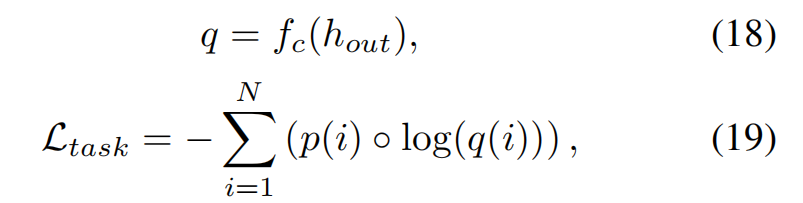 q = f_c(h_{out}), (18)
\mathcal{L}_{task} = -\sum_{i=1}^{N} (p(i) \circ \log(q(i))), (19)